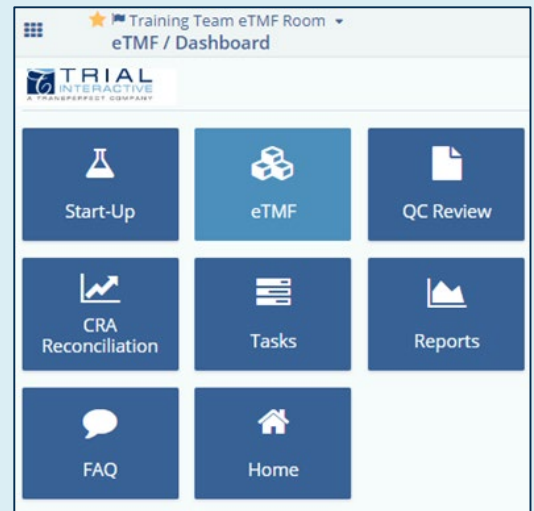 Training Team eTMF Room
eTMF / Dashboard
TRIAL
INTERACTIVE
A TRANSPERFECT COMPANY
Start-Up
eTMF
QC Review
CRA
Reconciliation
Tasks
Reports
FAQ
Home